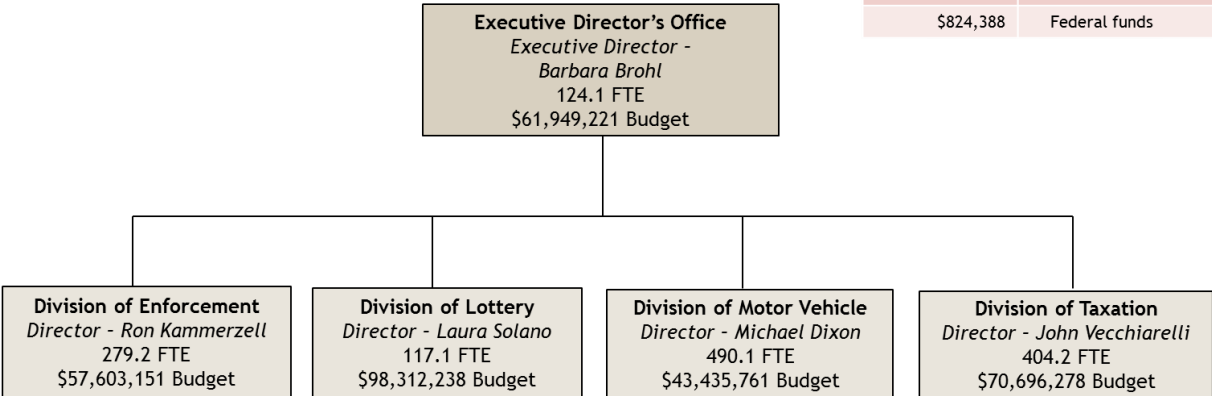 $824,388 Federal funds
Executive Director’s Office
Executive Director –
Barbara Brohl
124.1 FTE
$61,949,221 Budget
Division of Enforcement
Director – Ron Kammerzell
279.2 FTE
$57,603,151 Budget
Division of Lottery
Director – Laura Solano
117.1 FTE
$98,312,238 Budget
Division of Motor Vehicle
Director – Michael Dixon
490.1 FTE
$43,435,761 Budget
Division of Taxation
Director – John Vecchiarelli
404.2 FTE
$70,696,278 Budget